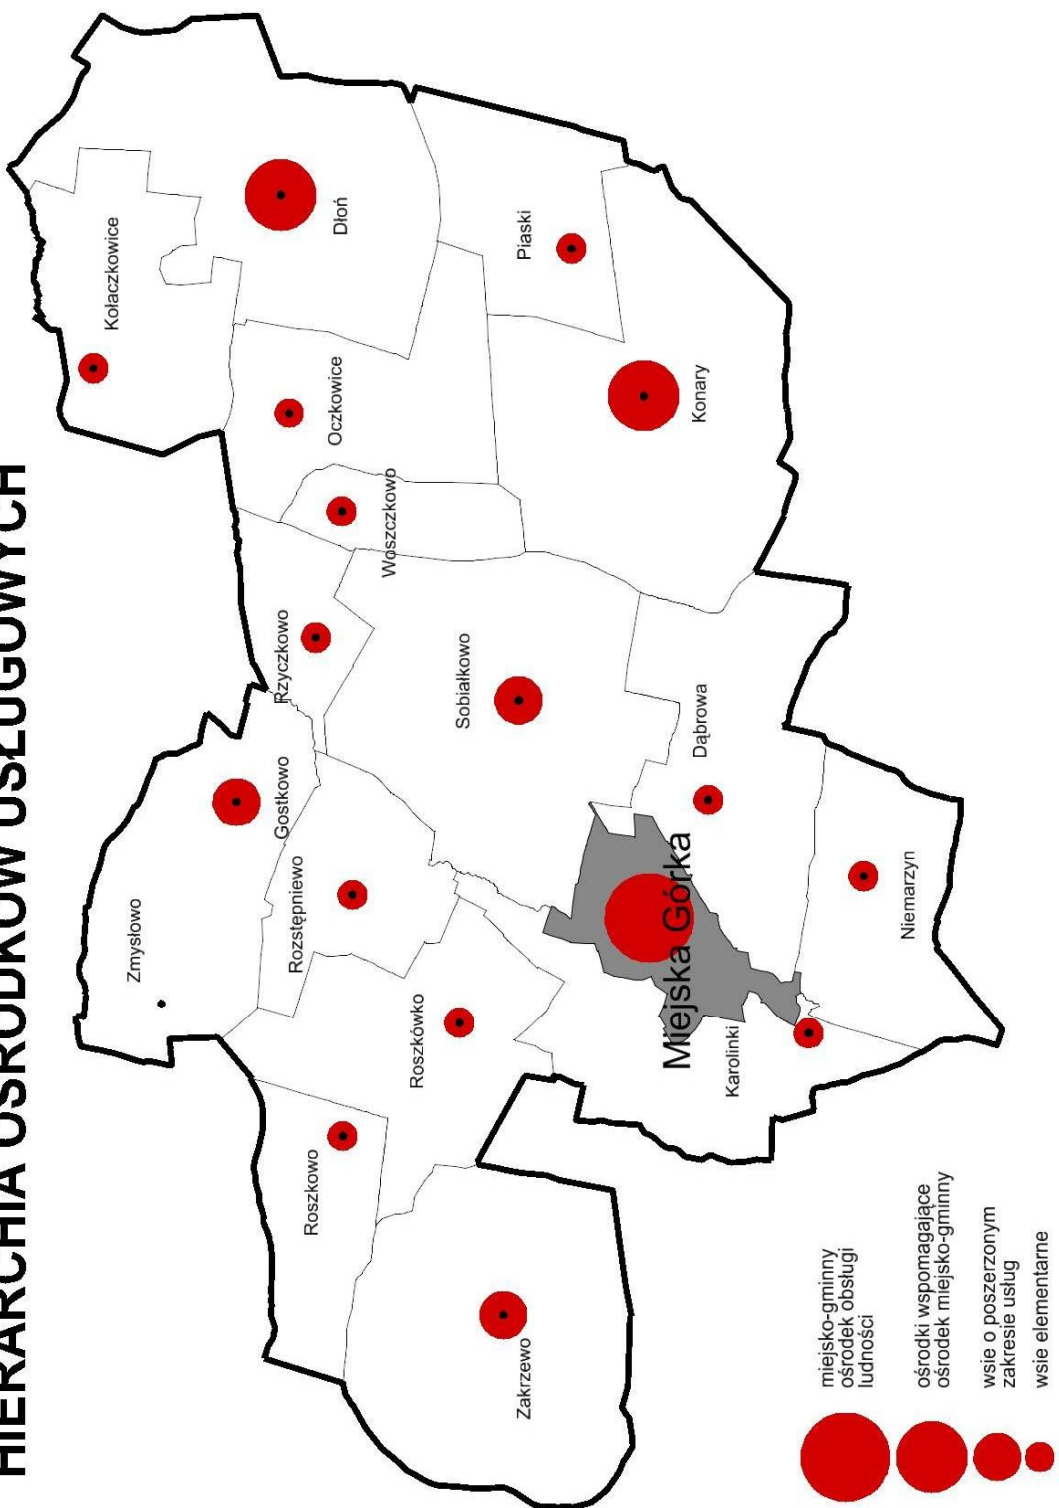 HIERARCHIA OŚRODKÓW USŁUGOWYCH
Zakrzewo
Roszkowo
Roszkówko
Zmysłowo
Rozstępniewo
Gostkowo
Rzyczkowo
Woszczkowo
Oczkowice
Kołaczkowice
Dłoń
Sobiałkowo
Piaski
Konary
Dąbrowa
Miejska Górka
Karolinki
Niemarzyn
miejsko-gminny
ośrodek obsługi
ludności
ośrodki wspomagające
ośrodek miejsko-gminny
wsie o poszerzonym
zakresie usług
wsie elementarne